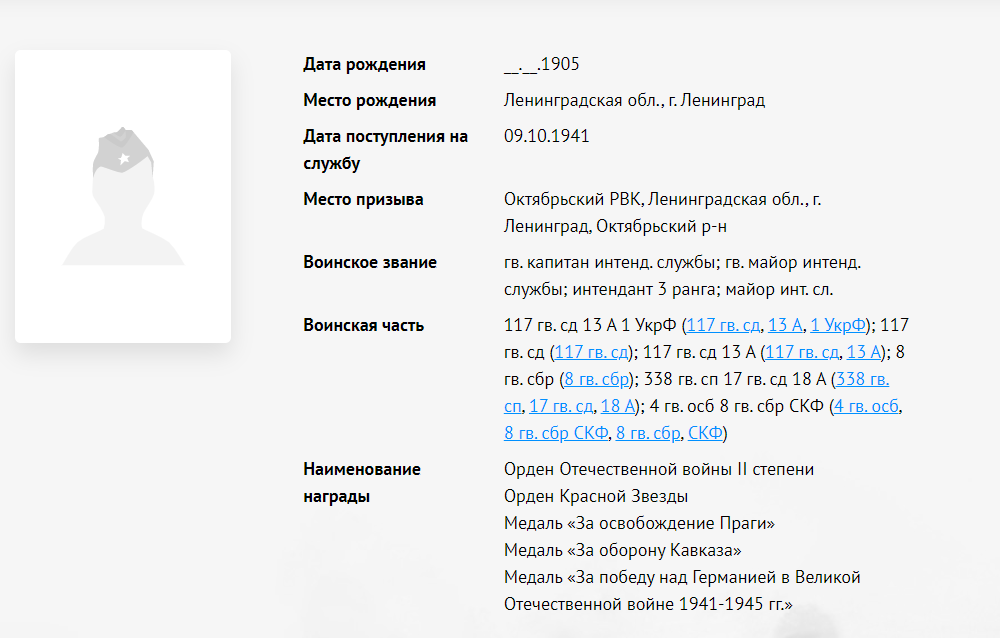 Дата рождения __.__.1905
Место рождения Ленинградская обл., г. Ленинград
Дата поступления на 09.10.1941
службу
Место призыва Октябрьский РВК, Ленинградская обл., г.
Ленинград, Октябрьский р-н
Воинское звание гв. капитан интенд. службы; гв. майор интенд.
службы; интендант 3 ранга; майор инт. сл.
Воинская часть 117 гв. сд 13 А 1 УкрФ (117 гв. сд, 13 А, 1 УкрФ); 117
гв. сд (117 гв. сд); 117 гв. сд 13 А (117 гв. сд, 13 А); 8
гв. сбр (8 гв. сбр); 338 гв. сп 17 гв. сд 18 А (338 гв.
сп, 17 гв. сд, 18 А); 4 гв. осб 8 гв. сбр СКФ (4 гв. осб,
8 гв. сбр СКФ, 8 гв. сбр, СКФ)
Наименование Орден Отечественной войны II степени
награды Орден Красной Звезды
Медаль «За освобождение Праги»
Медаль «За оборону Кавказа»
Медаль «За победу над Германией в Великой
Отечественной войне 1941-1945 гг.»